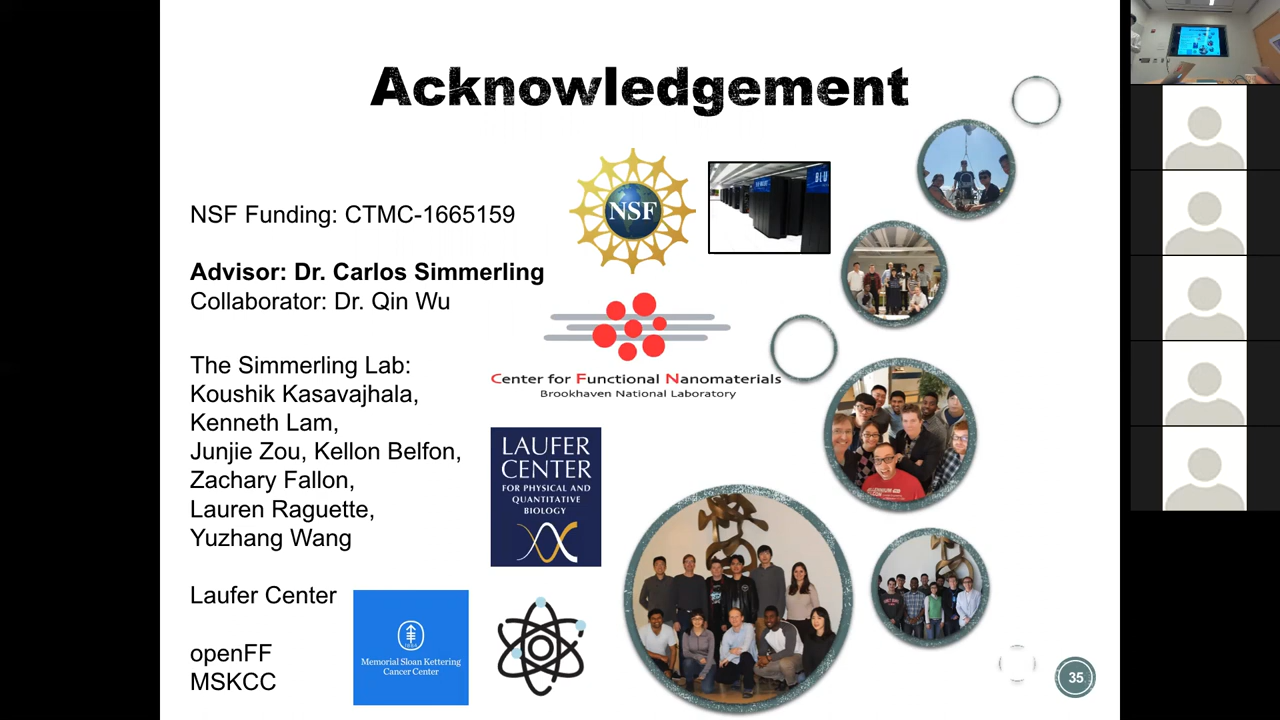 Acknowledgement
NSF Funding: CTMC-1665159
NSF
BLU
Advisor: Dr. Carlos Simmerling
Collaborator: Dr. Qin Wu
Center for Functional Nanomaterials
Brookhaven National Laboratory
The Simmerling Lab:
Koushik Kasavajhala,
Kenneth Lam,
Junjie Zou, Kellon Belfon,
Zachary Fallon,
Lauren Raguette,
Yuzhang Wang
LAUFER
CENTER
FOR PHYSICAL AND
QUANTITATIVE
BIOLOGY
Laufer Center
openFF
MSKCC
1884
Memorial Sloan Kettering
Cancer Center
35